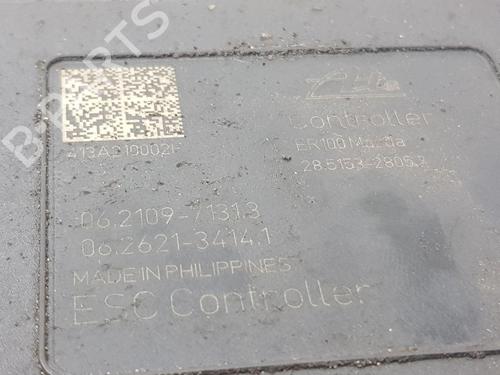 B-PARTS
Controller
ER100 Mazda
413A210002
28.5153-2805.3
06.2109-7131.3
06.2621-3414.1
MADE IN PHILIPPINES
ESC Controller